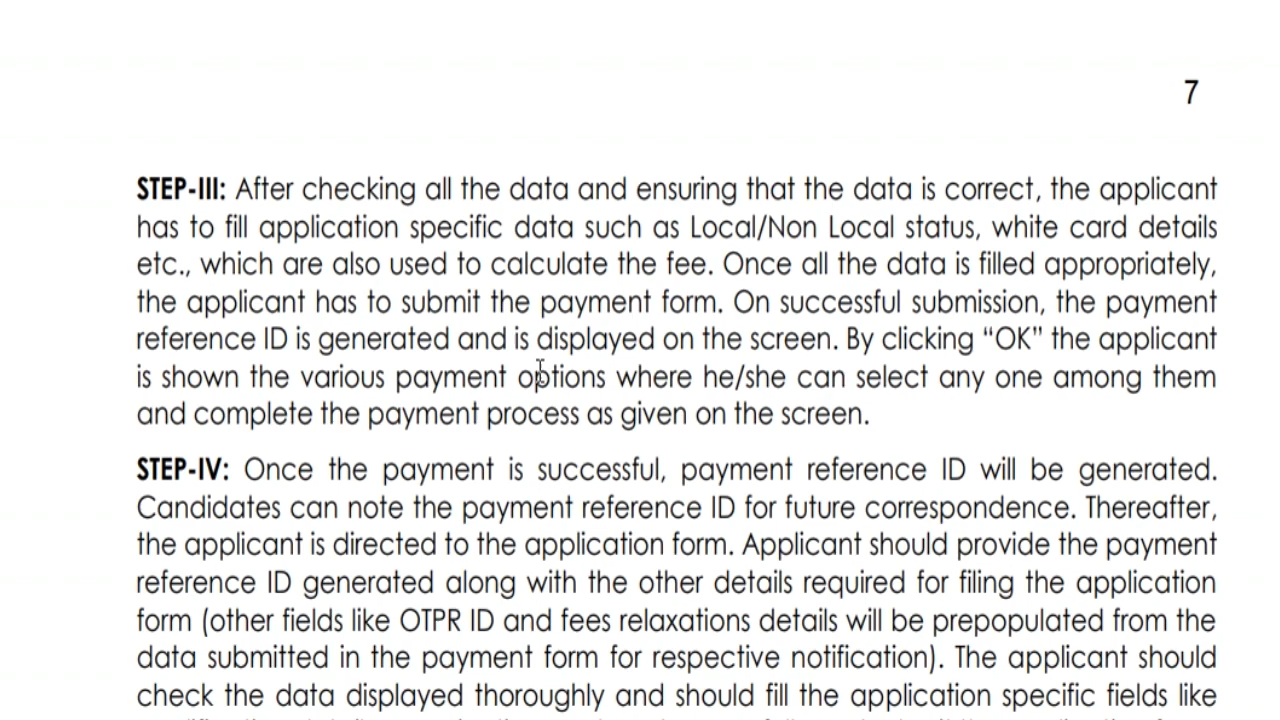 7
STEP-III: After checking all the data and ensuring that the data is correct, the applicant
has to fill application specific data such as Local/Non Local status, white card details
etc., which are also used to calculate the fee. Once all the data is filled appropriately,
the applicant has to submit the payment form. On successful submission, the payment
reference ID is generated and is displayed on the screen. By clicking “OK” the applicant
is shown the various payment options where he/she can select any one among them
and complete the payment process as given on the screen.
STEP-IV: Once the payment is successful, payment reference ID will be generated.
Candidates can note the payment reference ID for future correspondence. Thereafter,
the applicant is directed to the application form. Applicant should provide the payment
reference ID generated along with the other details required for filing the application
form (other fields like OTPR ID and fees relaxations details will be prepopulated from the
data submitted in the payment form for respective notification). The applicant should
check the data displayed thoroughly and should fill the application specific fields like